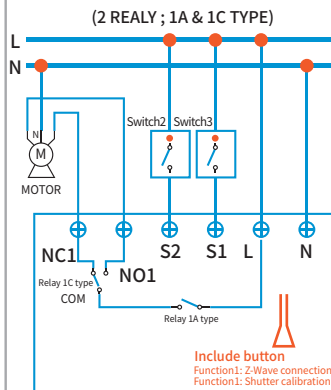 (2 REALY ; 1A & 1C TYPE)
L
N
Switch2 Switch3
N
M
MOTOR
NC1 NO1 S2 S1 L N
Relay 1C type
COM
Relay 1A type
Include button
Function1: Z-Wave connection
Function1: Shutter calibration